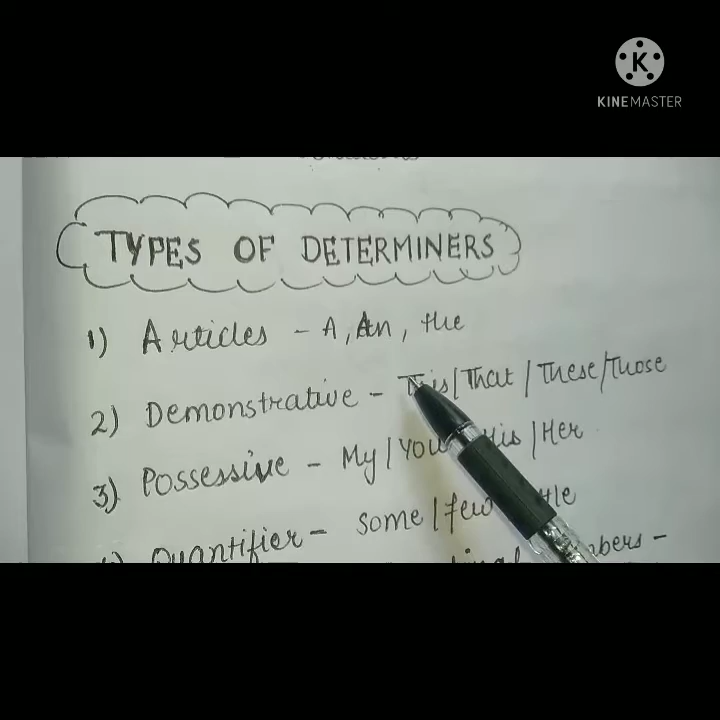 KINEMASTER
TYPES OF DETERMINERS
1) Articles - A, An, the
2) Demonstrative - This/That / These/Those
3) Possessive - My / His / Her
Quantifier - some / few